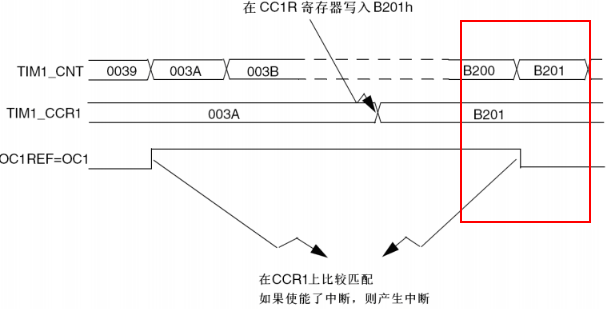 在 CC1R 寄存器写入 B201h
TIM1_CNT 0039 003A 003B B200 B201
TIM1_CCR1 003A B201
OC1REF=OC1
在CCR1上比较匹配
如果使能了中断，则产生中断